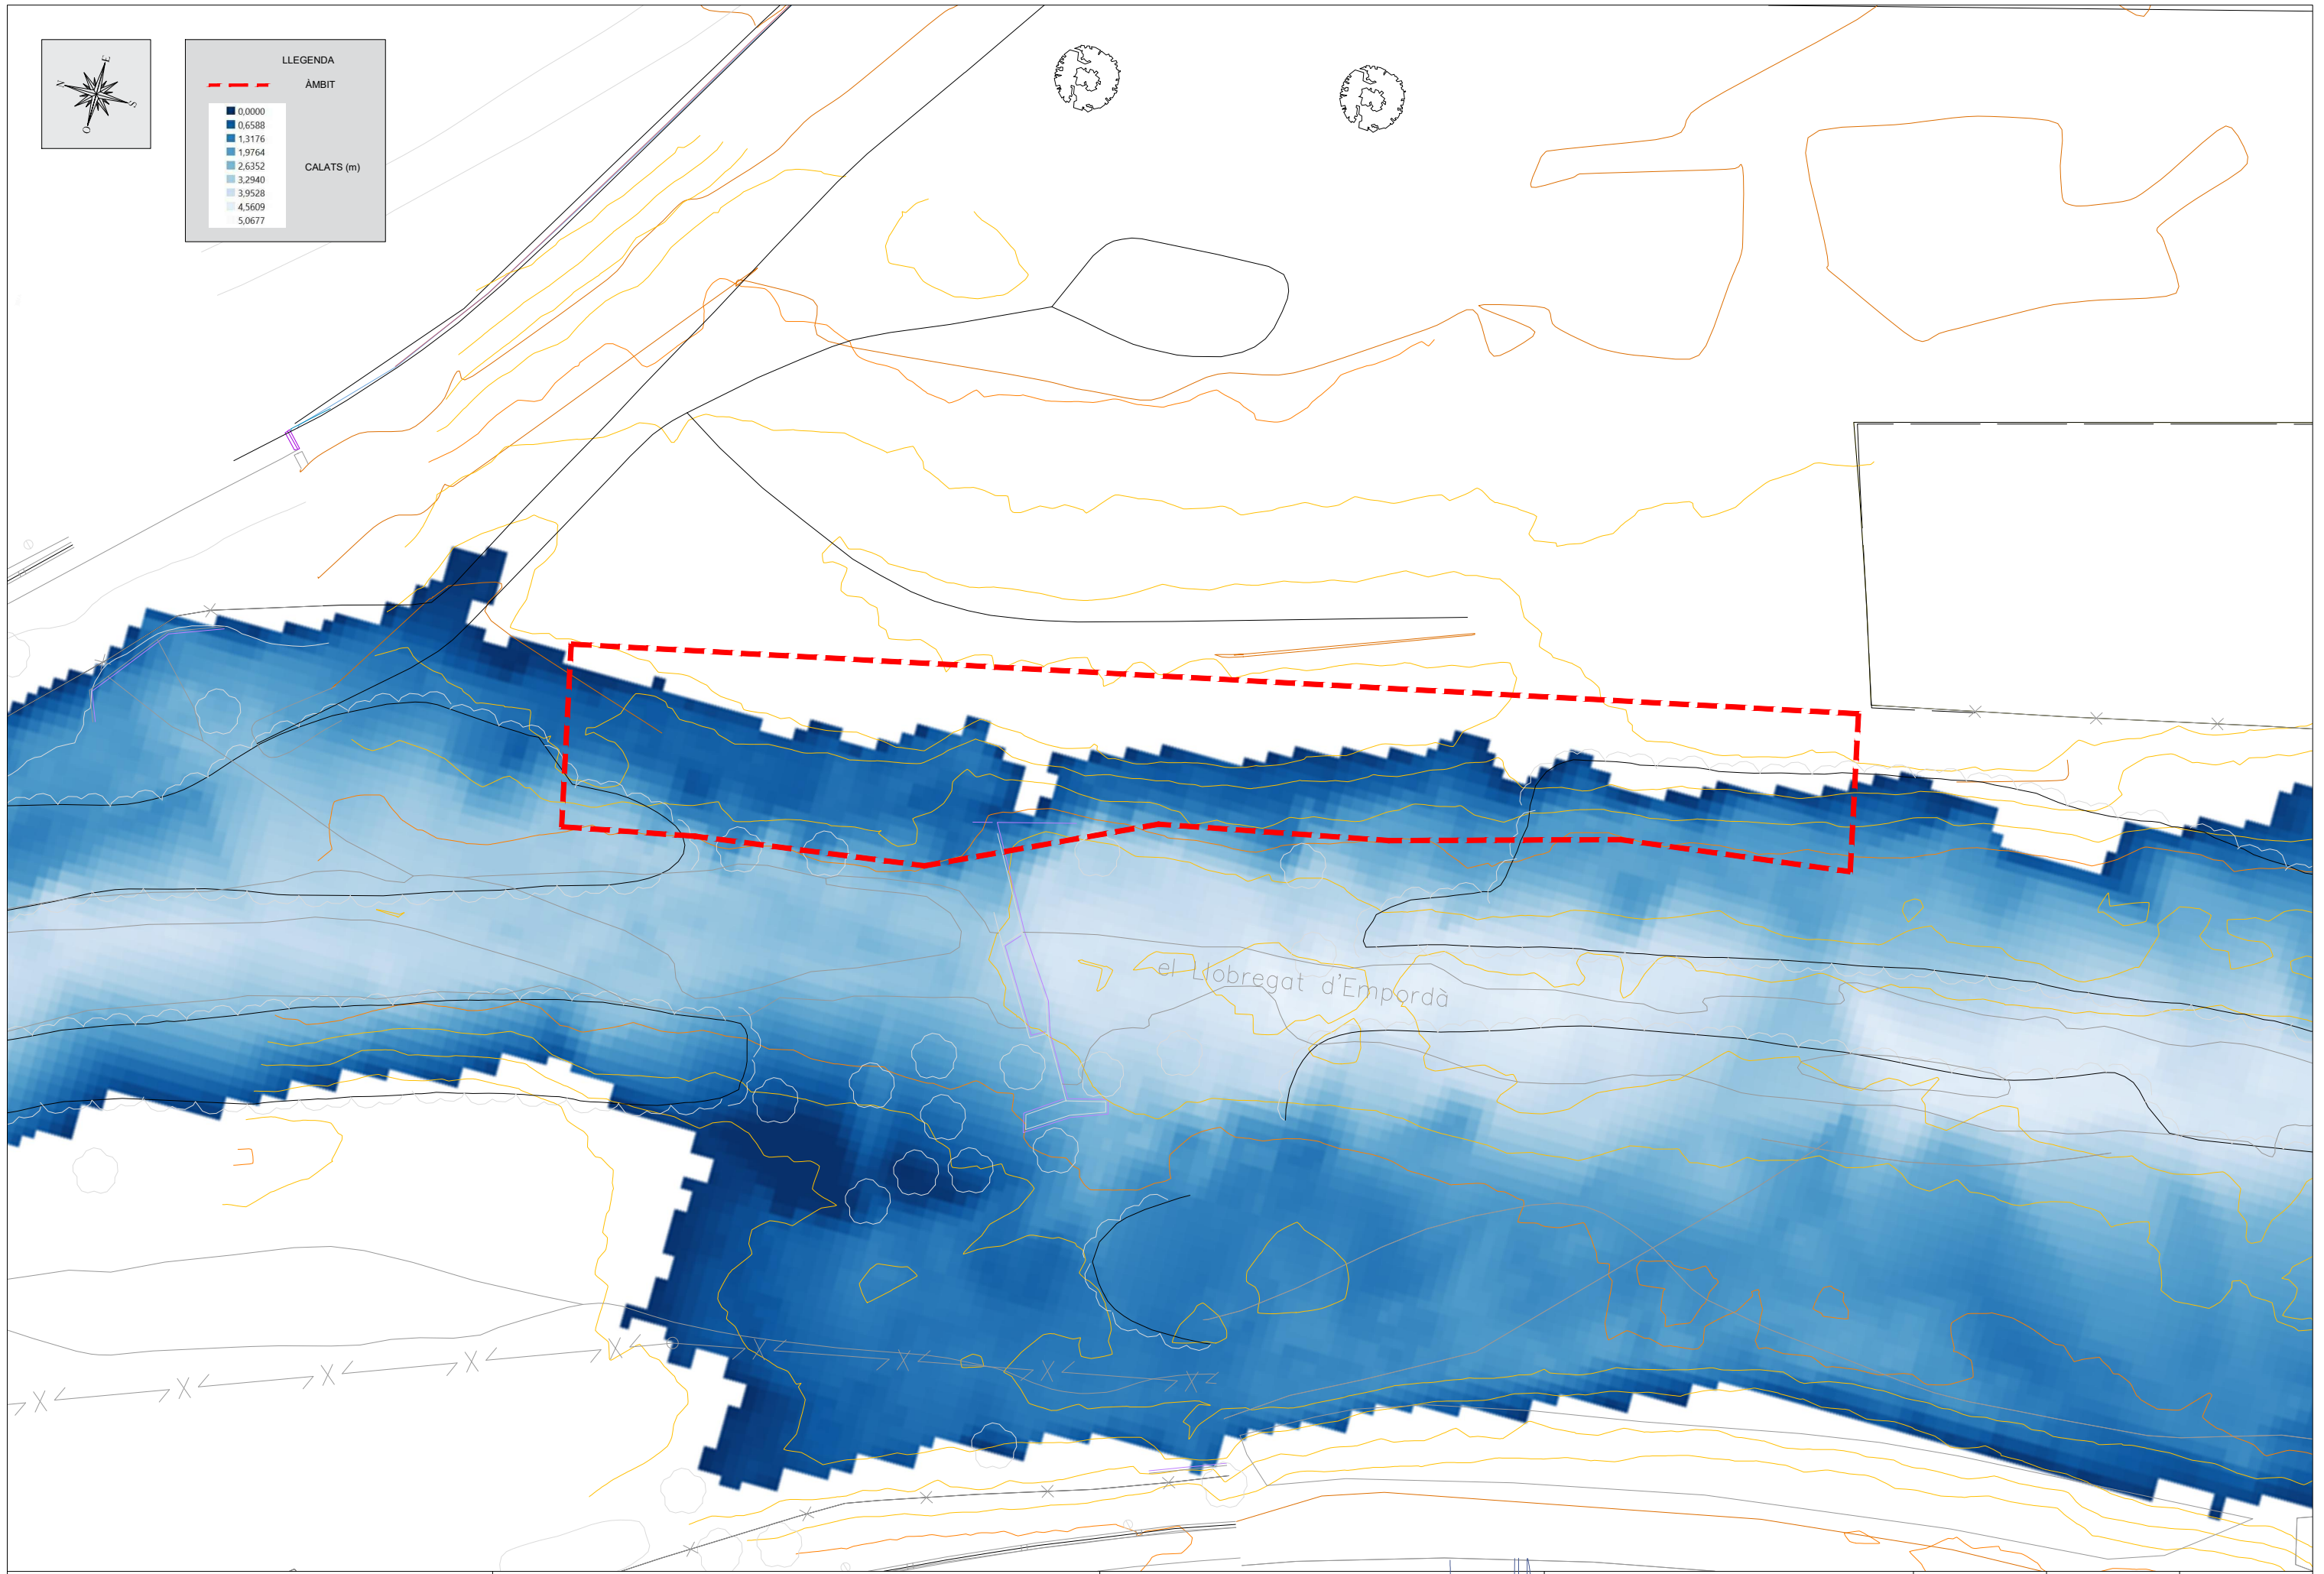 E
N
S
O
LLEGENDA
ÀMBIT
0,0000
0,6588
1,3176
1,9764
2,6352
3,2940
3,9528
4,5609
5,0677
CALATS (m)
el Llobregat d'Empordà